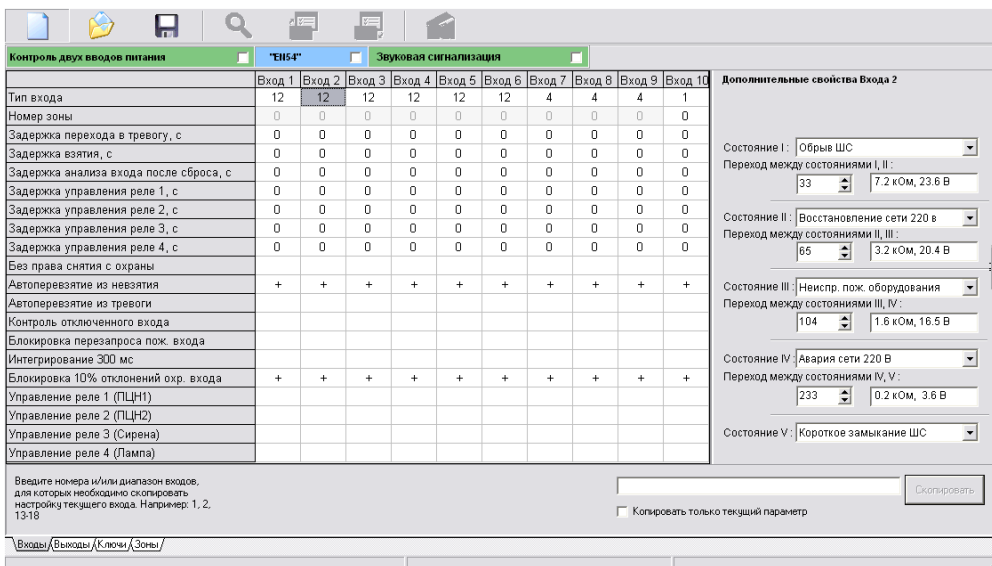 Контроль двух вводов питания "EN54" Звуковая сигнализация
Вход 1 Вход 2 Вход 3 Вход 4 Вход 5 Вход 6 Вход 7 Вход 8 Вход 9 Вход 10
Тип входа 12 12 12 12 12 12 4 4 4 1
Номер зоны 0 0 0 0 0 0 0 0 0 0
Задержка перехода в тревогу, с 0 0 0 0 0 0 0 0 0 0
Задержка взятия, с 0 0 0 0 0 0 0 0 0 0
Задержка анализа входа после сброса, с 0 0 0 0 0 0 0 0 0 0
Задержка управления реле 1, с 0 0 0 0 0 0 0 0 0 0
Задержка управления реле 2, с 0 0 0 0 0 0 0 0 0 0
Задержка управления реле 3, с 0 0 0 0 0 0 0 0 0 0
Задержка управления реле 4, с 0 0 0 0 0 0 0 0 0 0
Без права снятия с охраны
Автоперевзятие из невзятия + + + + + + + + + +
Автоперевзятие из тревоги
Контроль отключенного входа
Блокировка перезапроса пож. входа
Интегрирование 300 мс
Блокировка 10% отклонений охр. входа + + + + + + + + + +
Управление реле 1 (ПЦН1)
Управление реле 2 (ПЦН2)
Управление реле 3 (Сирена)
Управление реле 4 (Лампа)
Дополнительные свойства Входа 2
Состояние I : Обрыв ШС
Переход между состояниями I, II :
33 7.2 кОм, 23.6 В
Состояние II : Восстановление сети 220 в
Переход между состояниями II, III :
65 3.2 кОм, 20.4 В
Состояние III : Неиспр. пож. оборудования
Переход между состояниями III, IV :
104 1.6 кОм, 16.5 В
Состояние IV : Авария сети 220 В
Переход между состояниями IV, V :
233 0.2 кОм, 3.6 В
Состояние V : Короткое замыкание ШС
Введите номера и/или диапазон входов,
для которых необходимо скопировать
настройку текущего входа. Например: 1, 2,
13-18
Скопировать
Копировать только текущий параметр
Входы Выходы Ключи Зоны